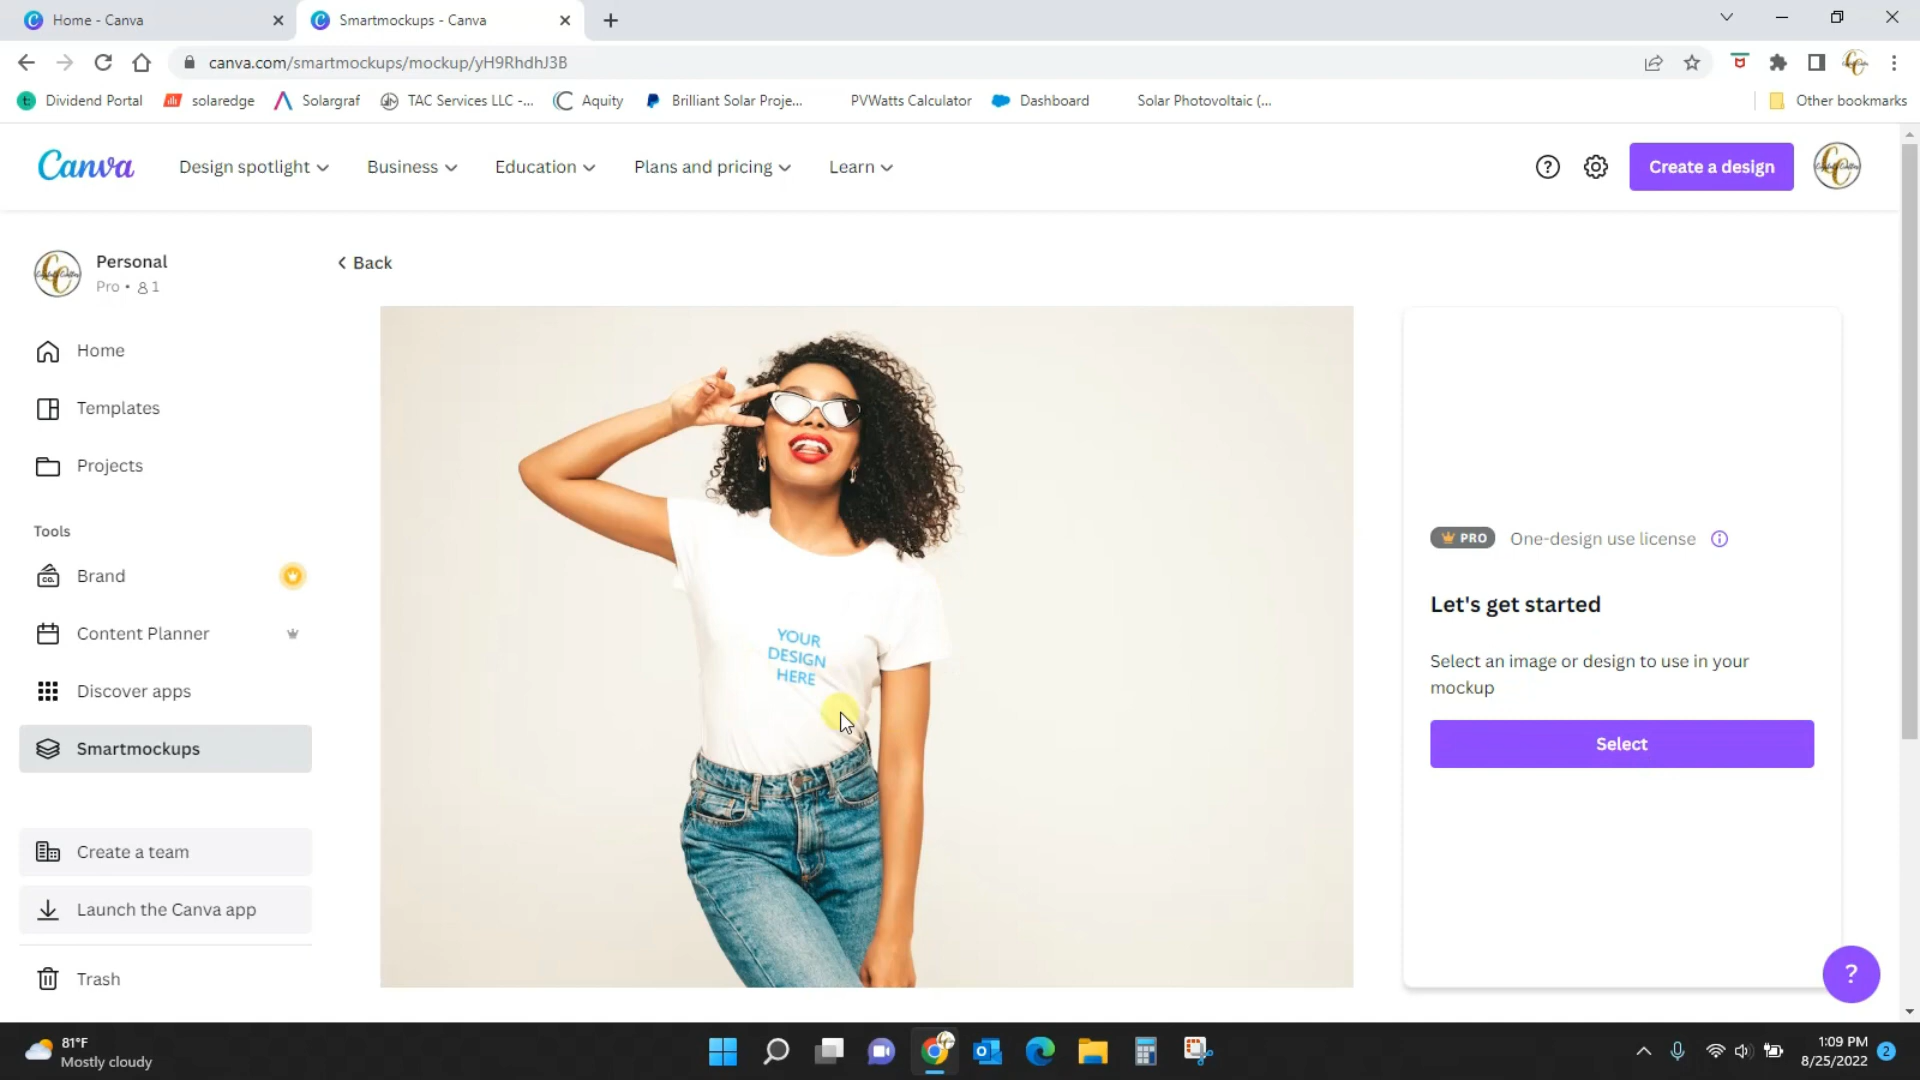 Home - Canva
Smartmockups - Canva
canva.com/smartmockups/mockup/yH9RhdhJ3B
Dividend Portal
solaredge
Solargraf
TAC Services LLC -...
Aquity
Brilliant Solar Proje...
PVWatts Calculator
Dashboard
Solar Photovoltaic (...
Other bookmarks
Canva
Design spotlight
Business
Education
Plans and pricing
Learn
Create a design
Personal
Pro • 1
Back
Home
Templates
Projects
Tools
Brand
Content Planner
Discover apps
Smartmockups
Create a team
Launch the Canva app
Trash
YOUR
DESIGN
HERE
PRO One-design use license
Let's get started
Select an image or design to use in your
mockup
Select
?
81°F
Mostly cloudy
1:09 PM
8/25/2022
2